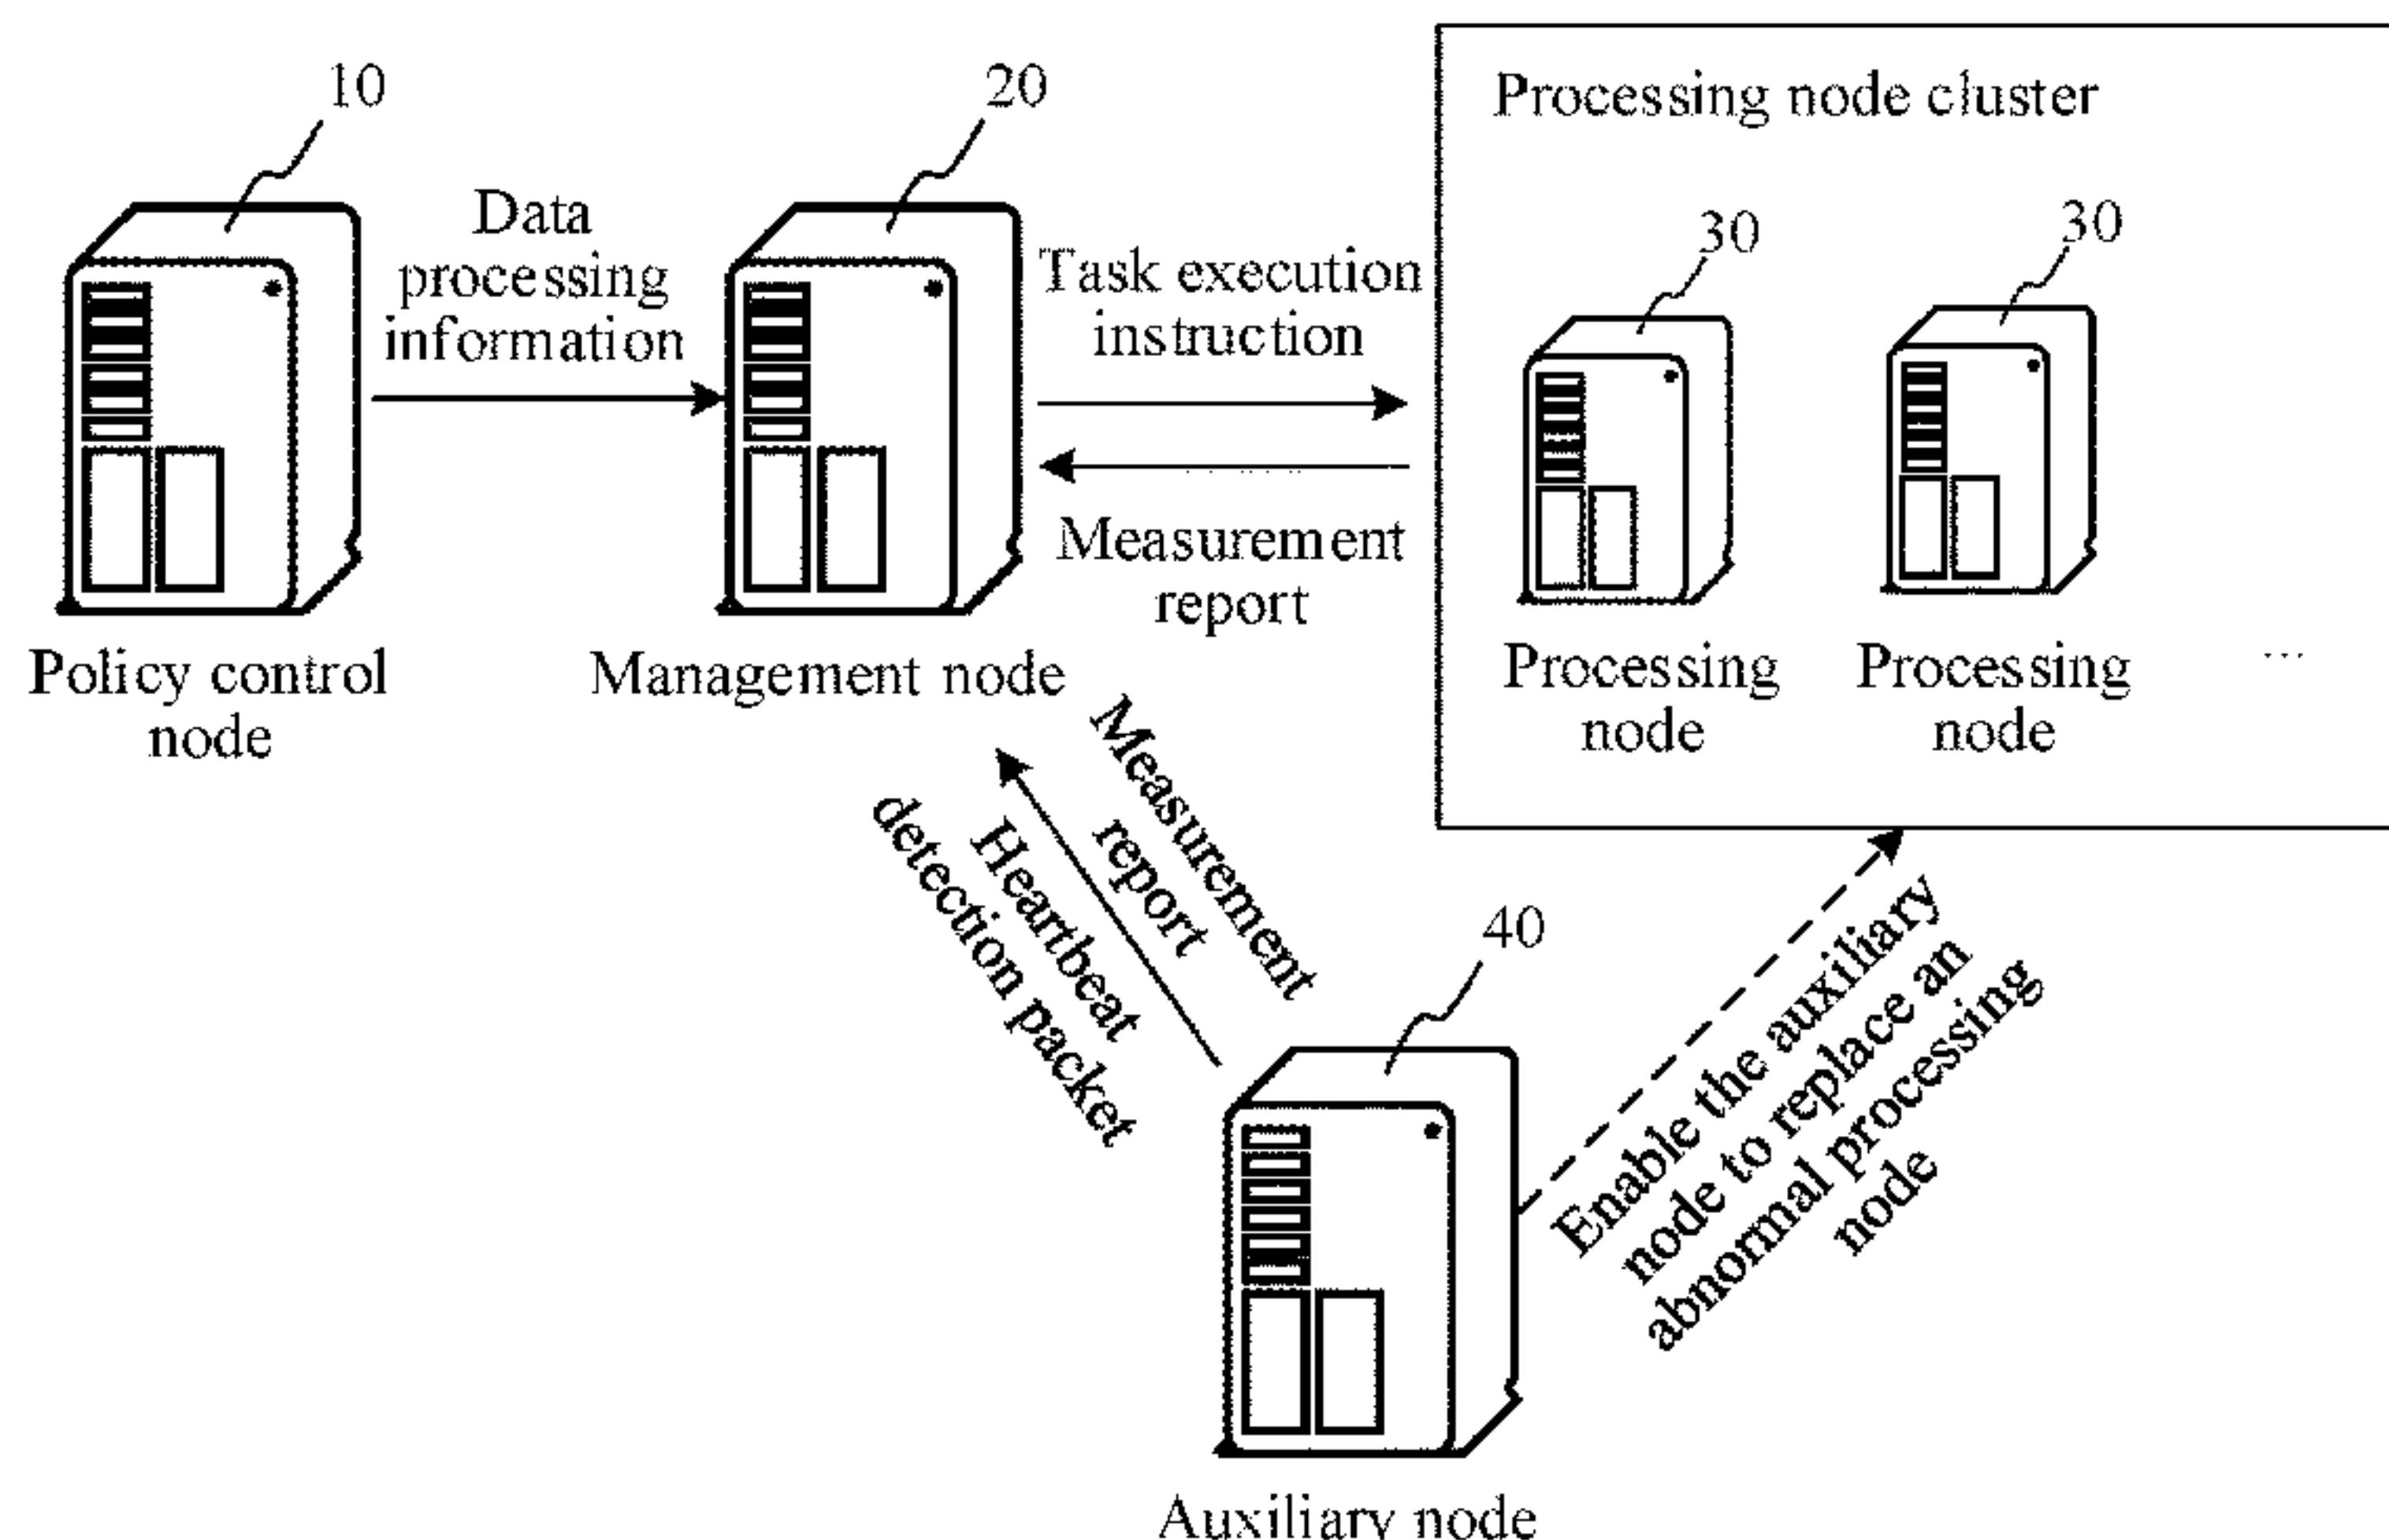 10
20
Processing node cluster
30
30
Data
processing
information
Task execution
instruction
Measurement
report
Policy control
node
Management node
Processing
node
Processing
node
...
Measurement
report
Heartbeat
detection packet
40
Enable the auxiliary
node to replace an
abnormal processing
node
Auxiliary node